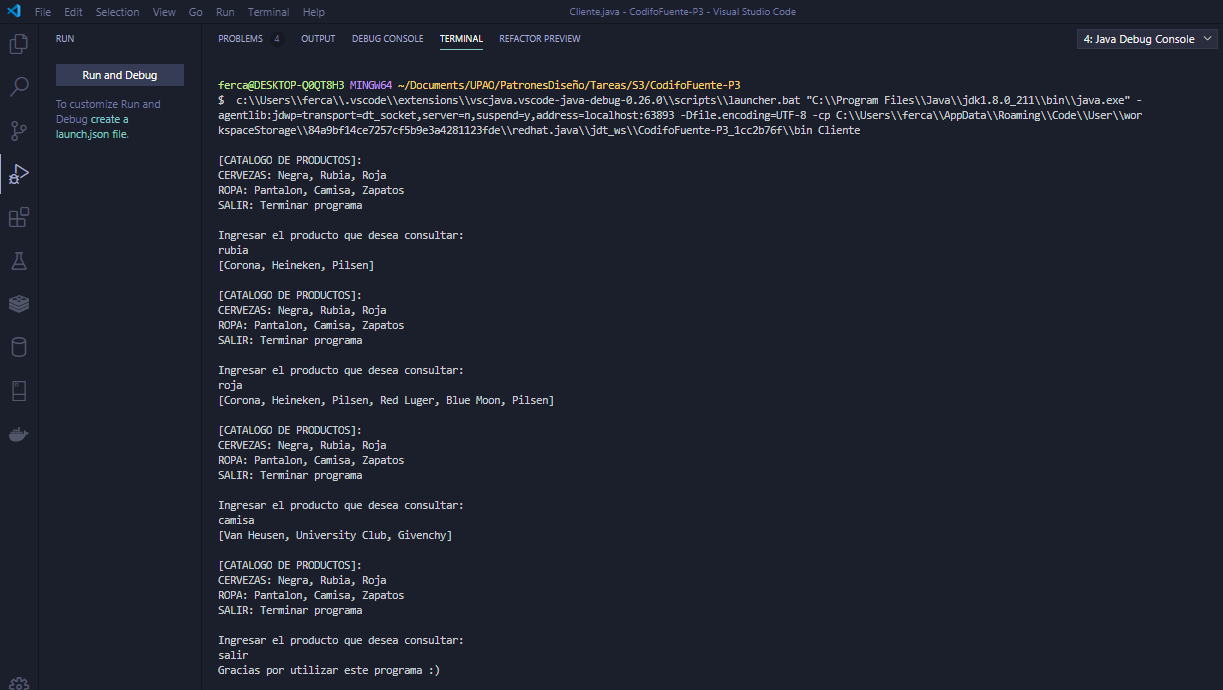 File Edit Selection View Go Run Terminal Help Cliente.java - CodifoFuente-P3 - Visual Studio Code
RUN
Run and Debug
To customize Run and
Debug create a
launch.json file.
PROBLEMS 4 OUTPUT DEBUG CONSOLE TERMINAL REFACTOR PREVIEW 4: Java Debug Console
ferca@DESKTOP-Q0QT8H3 MINGW64 ~/Documents/UPAO/PatronesDiseño/Tareas/S3/CodifoFuente-P3
$ c:\\Users\\ferca\\.vscode\\extensions\\vscjava.vscode-java-debug-0.26.0\\scripts\\launcher.bat "C:\\Program Files\\Java\\jdk1.8.0_211\\bin\\java.exe" -
agentlib:jdwp=transport=dt_socket,server=n,suspend=y,address=localhost:63893 -Dfile.encoding=UTF-8 -cp C:\\Users\\ferca\\AppData\\Roaming\\Code\\User\\wor
kspaceStorage\\84a9bf14ce7257cf5b9e3a4281123fde\\redhat.java\\jdt_ws\\CodifoFuente-P3_1cc2b76f\\bin Cliente
[CATALOGO DE PRODUCTOS]:
CERVEZAS: Negra, Rubia, Roja
ROPA: Pantalon, Camisa, Zapatos
SALIR: Terminar programa
Ingresar el producto que desea consultar:
rubia
[Corona, Heineken, Pilsen]
[CATALOGO DE PRODUCTOS]:
CERVEZAS: Negra, Rubia, Roja
ROPA: Pantalon, Camisa, Zapatos
SALIR: Terminar programa
Ingresar el producto que desea consultar:
roja
[Corona, Heineken, Pilsen, Red Luger, Blue Moon, Pilsen]
[CATALOGO DE PRODUCTOS]:
CERVEZAS: Negra, Rubia, Roja
ROPA: Pantalon, Camisa, Zapatos
SALIR: Terminar programa
Ingresar el producto que desea consultar:
camisa
[Van Heusen, University Club, Givenchy]
[CATALOGO DE PRODUCTOS]:
CERVEZAS: Negra, Rubia, Roja
ROPA: Pantalon, Camisa, Zapatos
SALIR: Terminar programa
Ingresar el producto que desea consultar:
salir
Gracias por utilizar este programa :)